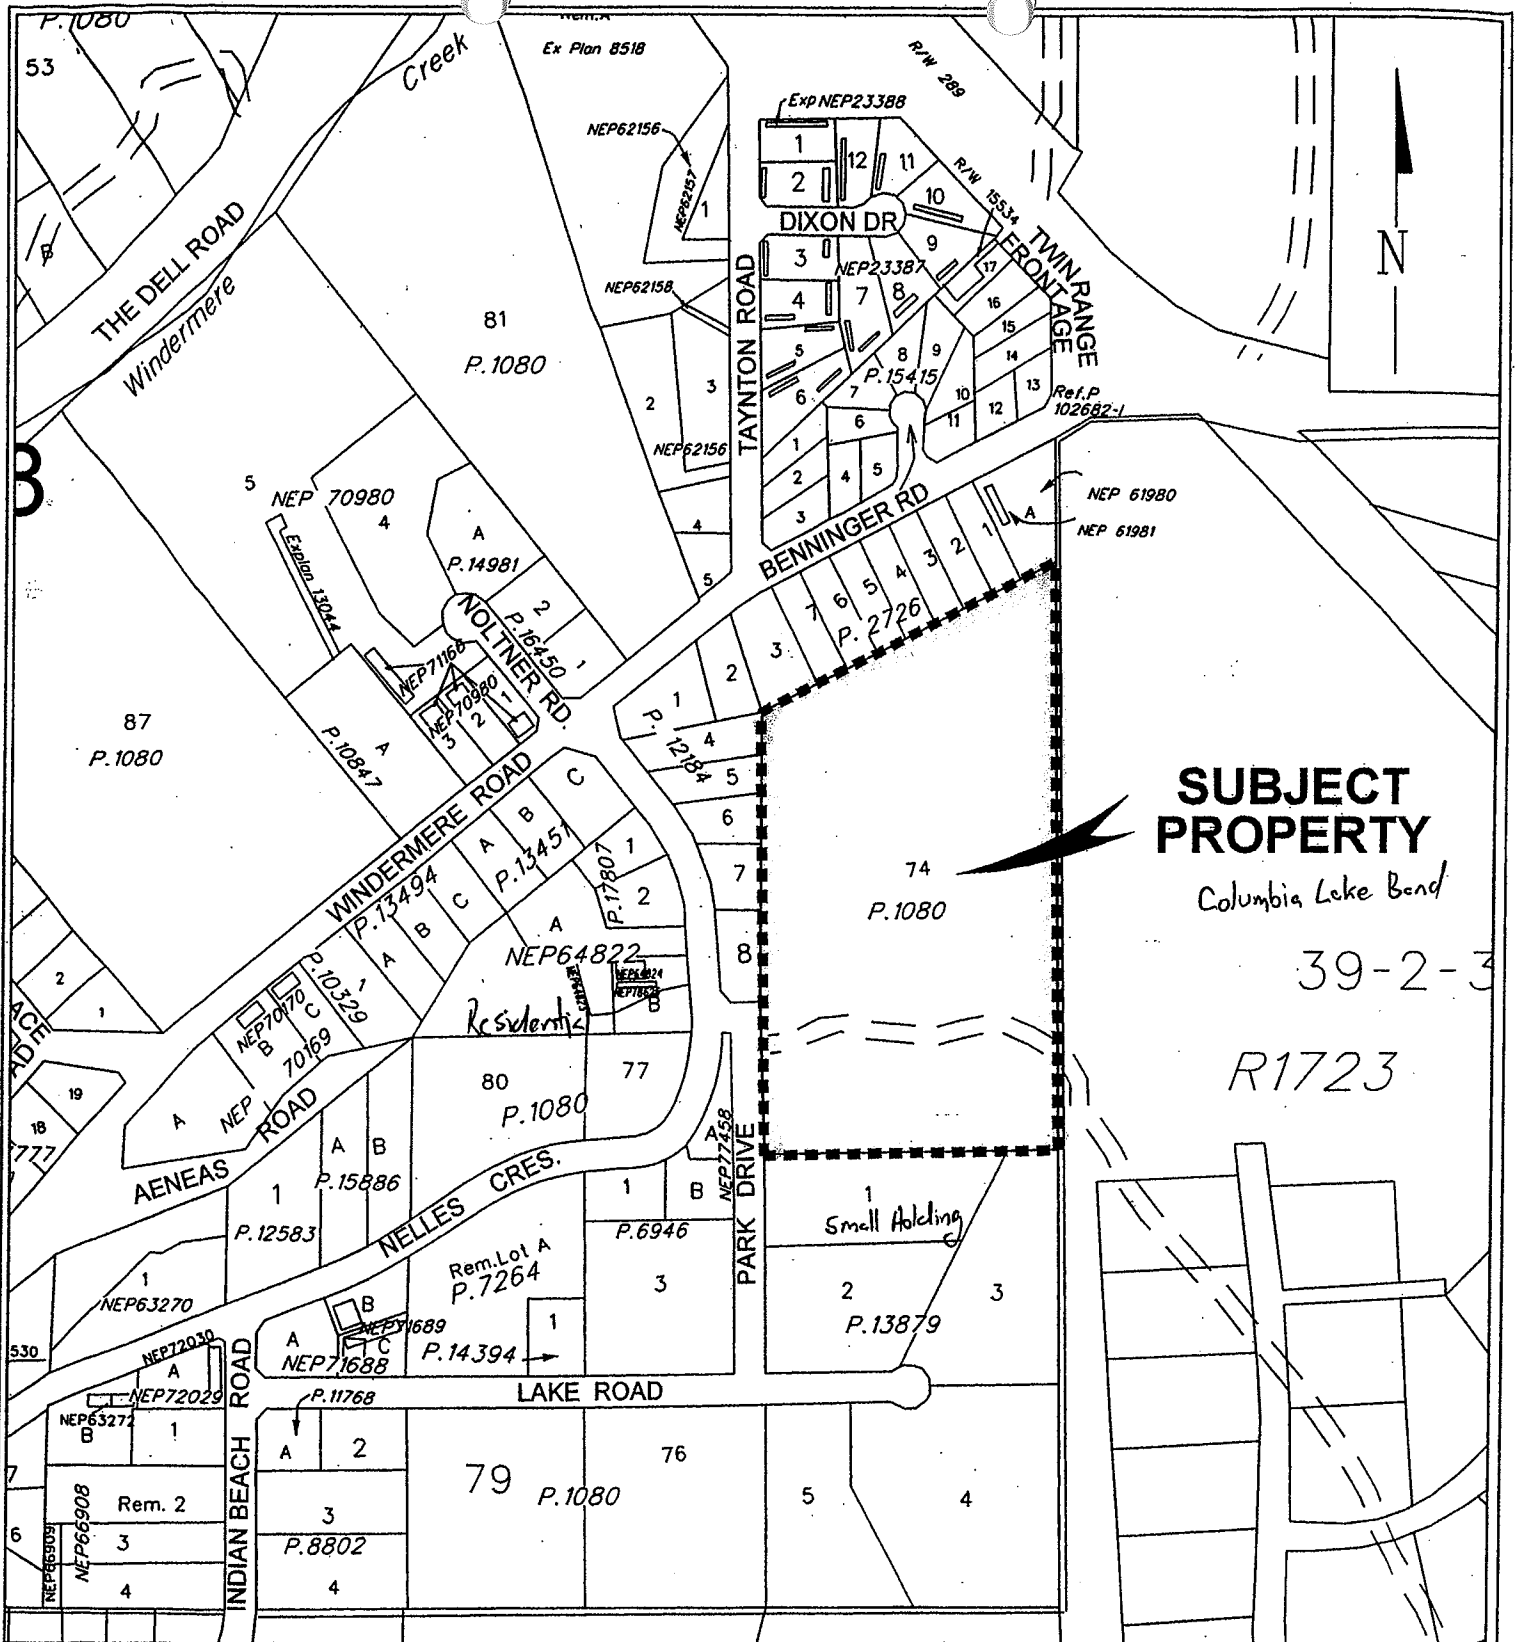 P.1080
53
Creek
Ex Plan 8518
R/W 289
Exp NEP23388
NEP62156
NEP62157
1
1
2
12
11
10
R/W 15534
DIXON DR
9
TWIN RANGE
FRONTAGE
N
B
THE DELL ROAD
Windermere
81
P.1080
NEP62158
TAYNTON ROAD
3
4
NEP23387
7
8
17
16
15
14
13
12
11
10
9
8
P.15415
7
6
5
6
5
4
1
2
3
Ref.P
102682-1
2
3
NEP62156
4
5
5
NEP 70980
4
A
P.14981
Explan 13044
BENNINGER RD
NEP 61980
A
NEP 61981
1
2
3
4
5
6
7
P. 2726
3
2
1
P.
12184
4
5
6
7
8
NOLTNER RD.
2
P.16450
1
NEP71166
NEP70980
1
2
3
87
P.1080
A
P.10847
WINDERMERE ROAD
C
B
A
P.13451
P.13494
C
B
A
P.17807
1
2
SUBJECT
PROPERTY
74
P.1080
Columbia Lake Band
39-2-3
R1723
A
NEP64822
NEP64824
B
Residential
P.10329
1
NEP70170
C
B
70169
NEP
A
2
1
19
18
AENEAS ROAD
80
P.1080
77
A
NEP77458
PARK DRIVE
A
B
P.15886
1
P.12583
NELLES CRES.
1
B
P.6946
3
1
Small Holding
2
P.13879
3
Rem.Lot A
P.7264
1
P.14394
1
NEP63270
530
NEP72030
A
NEP72029
NEP63272
B
1
INDIAN BEACH ROAD
B
A
C
NEP71688
P.11768
LAKE ROAD
A
2
3
P.8802
4
79
P.1080
76
5
4
7
6
Rem. 2
NEP66908
NEP66909
3
4